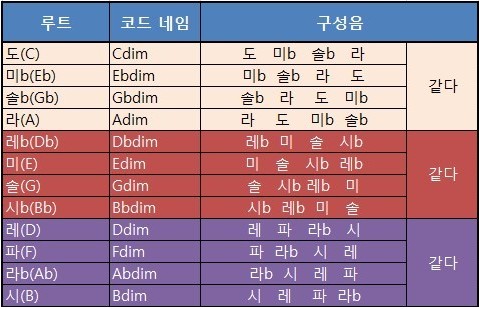 루트 코드 네임 구성음
도(C) Cdim 도 미b 솔b 라
미b(Eb) Ebdim 미b 솔b 라 도
같다
솔b(Gb) Gbdim 솔b 라 도 미b
라(A) Adim 라 도 미b 솔b
레b(Db) Dbdim 레b 미 솔 시b
미(E) Edim 미 솔 시b 레b
같다
솔(G) Gdim 솔 시b 레b 미
시b(Bb) Bbdim 시b 레b 미 솔
레(D) Ddim 레 파 라b 시
파(F) Fdim 파 라b 시 레
같다
라b(Ab) Abdim 라b 시 레 파
시(B) Bdim 시 레 파 라b